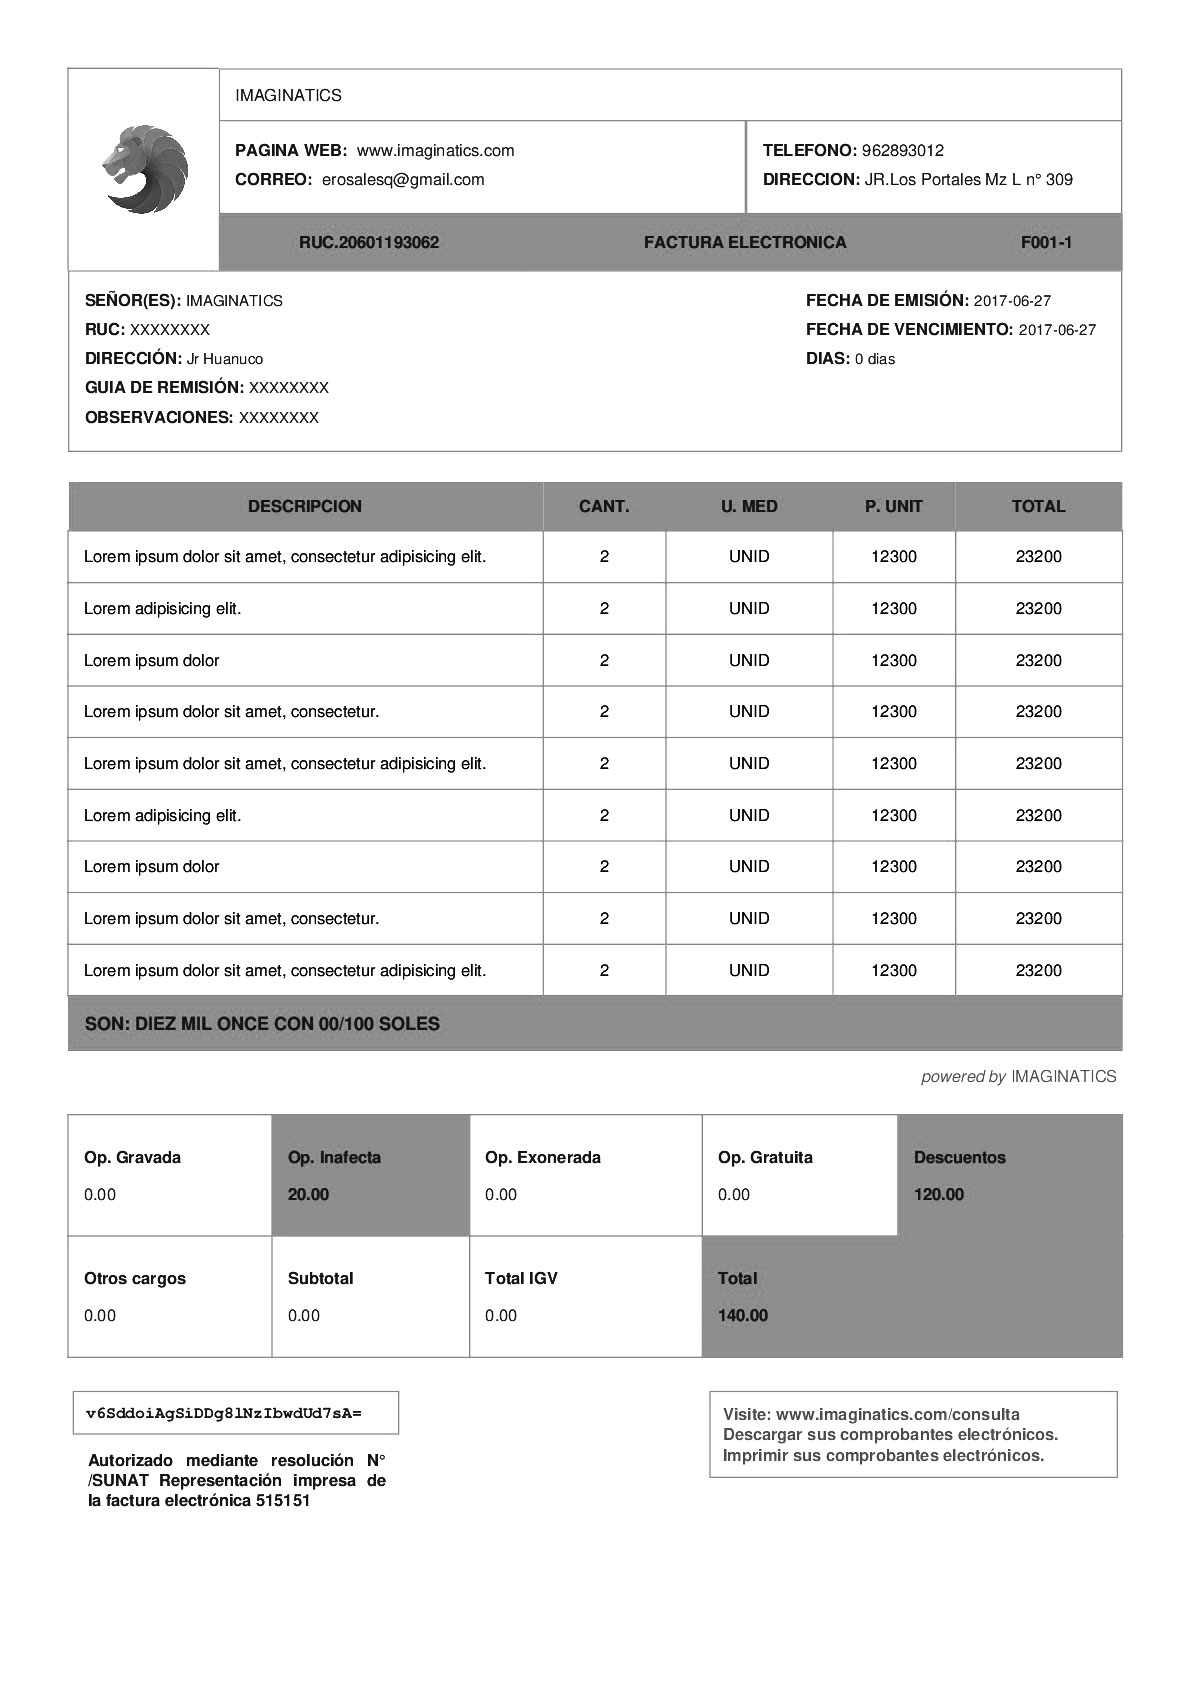 IMAGINATICS
PAGINA WEB: www.imaginatics.com
CORREO: erosalesq@gmail.com
TELEFONO: 962893012
DIRECCION: JR.Los Portales Mz L n° 309
RUC.20601193062 FACTURA ELECTRONICA F001-1
SEÑOR(ES): IMAGINATICS
RUC: XXXXXXXX
DIRECCIÓN: Jr Huanuco
GUIA DE REMISIÓN: XXXXXXXX
OBSERVACIONES: XXXXXXXX
FECHA DE EMISIÓN: 2017-06-27
FECHA DE VENCIMIENTO: 2017-06-27
DIAS: 0 dias
DESCRIPCION CANT. U. MED P. UNIT TOTAL
Lorem ipsum dolor sit amet, consectetur adipisicing elit. 2 UNID 12300 23200
Lorem adipisicing elit. 2 UNID 12300 23200
Lorem ipsum dolor 2 UNID 12300 23200
Lorem ipsum dolor sit amet, consectetur. 2 UNID 12300 23200
Lorem ipsum dolor sit amet, consectetur adipisicing elit. 2 UNID 12300 23200
Lorem adipisicing elit. 2 UNID 12300 23200
Lorem ipsum dolor 2 UNID 12300 23200
Lorem ipsum dolor sit amet, consectetur. 2 UNID 12300 23200
Lorem ipsum dolor sit amet, consectetur adipisicing elit. 2 UNID 12300 23200
SON: DIEZ MIL ONCE CON 00/100 SOLES
powered by IMAGINATICS
Op. Gravada Op. Inafecta Op. Exonerada Op. Gratuita Descuentos
0.00 20.00 0.00 0.00 120.00
Otros cargos Subtotal Total IGV Total
0.00 0.00 0.00 140.00
v6SddoiAgSiDDg8lNzIbwdUd7sA=
Autorizado mediante resolución N°
/SUNAT Representación impresa de
la factura electrónica 515151
Visite: www.imaginatics.com/consulta
Descargar sus comprobantes electrónicos.
Imprimir sus comprobantes electrónicos.